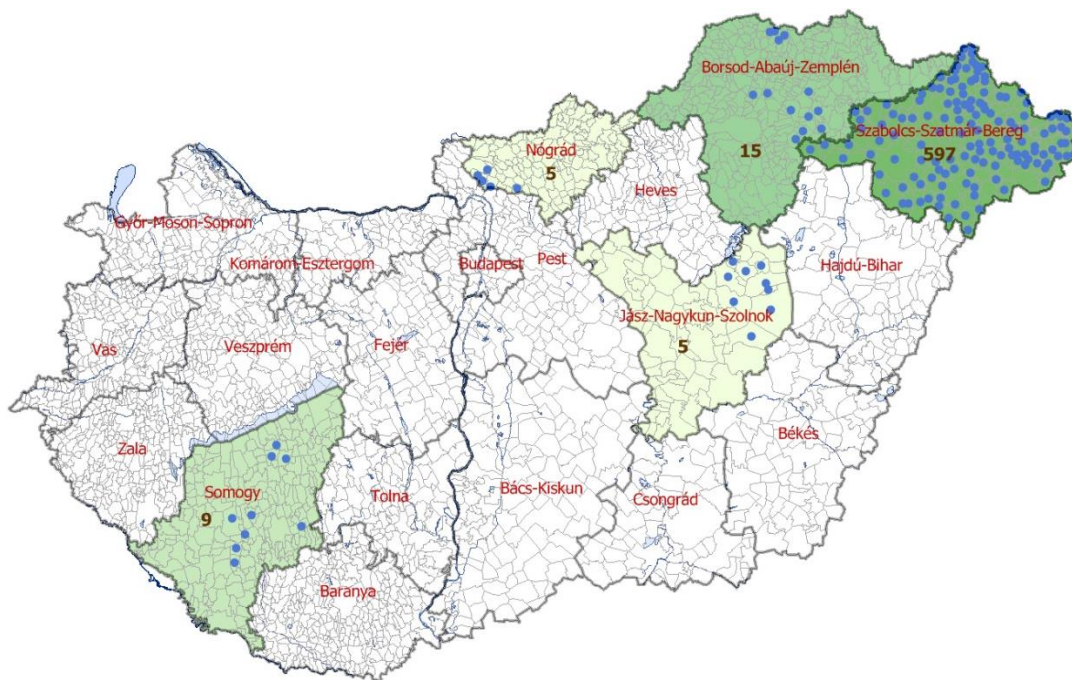 Borsod-Abaúj-Zemplén
15
Szabolcs-Szatmár-Bereg
597
Nógrád
5
Heves
Győr-Moson-Sopron
Komárom-Esztergom
Budapest
Pest
Hajdú-Bihar
Jász-Nagykun-Szolnok
5
Vas
Veszprém
Fejér
Zala
Somogy
9
Tolna
Bács-Kiskun
Csongrád
Békés
Baranya